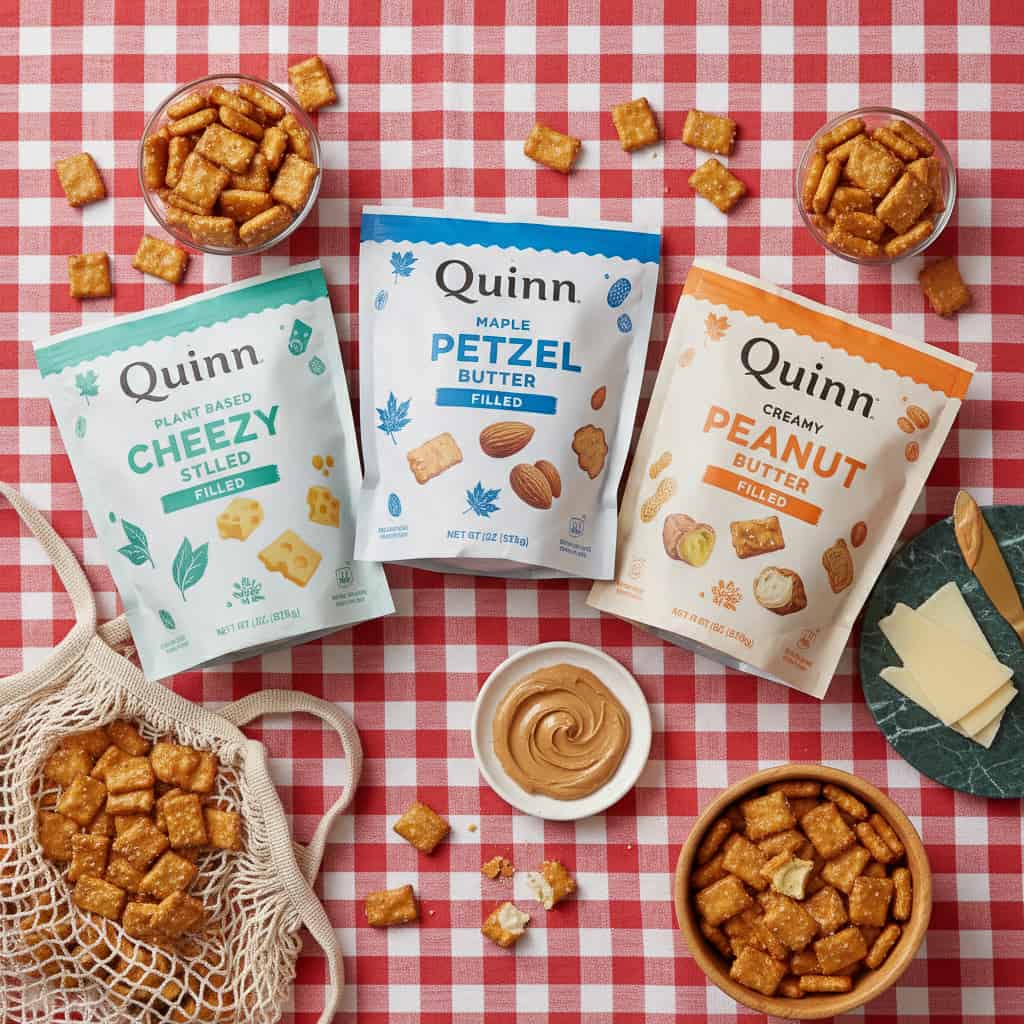 Quinn
PLANT BASED
CHEEZY
STLLED
FILLED
Quinn
MAPLE
PETZEL
BUTTER
FILLED
Quinn
CREAMY
PEANUT
BUTTER
FILLED